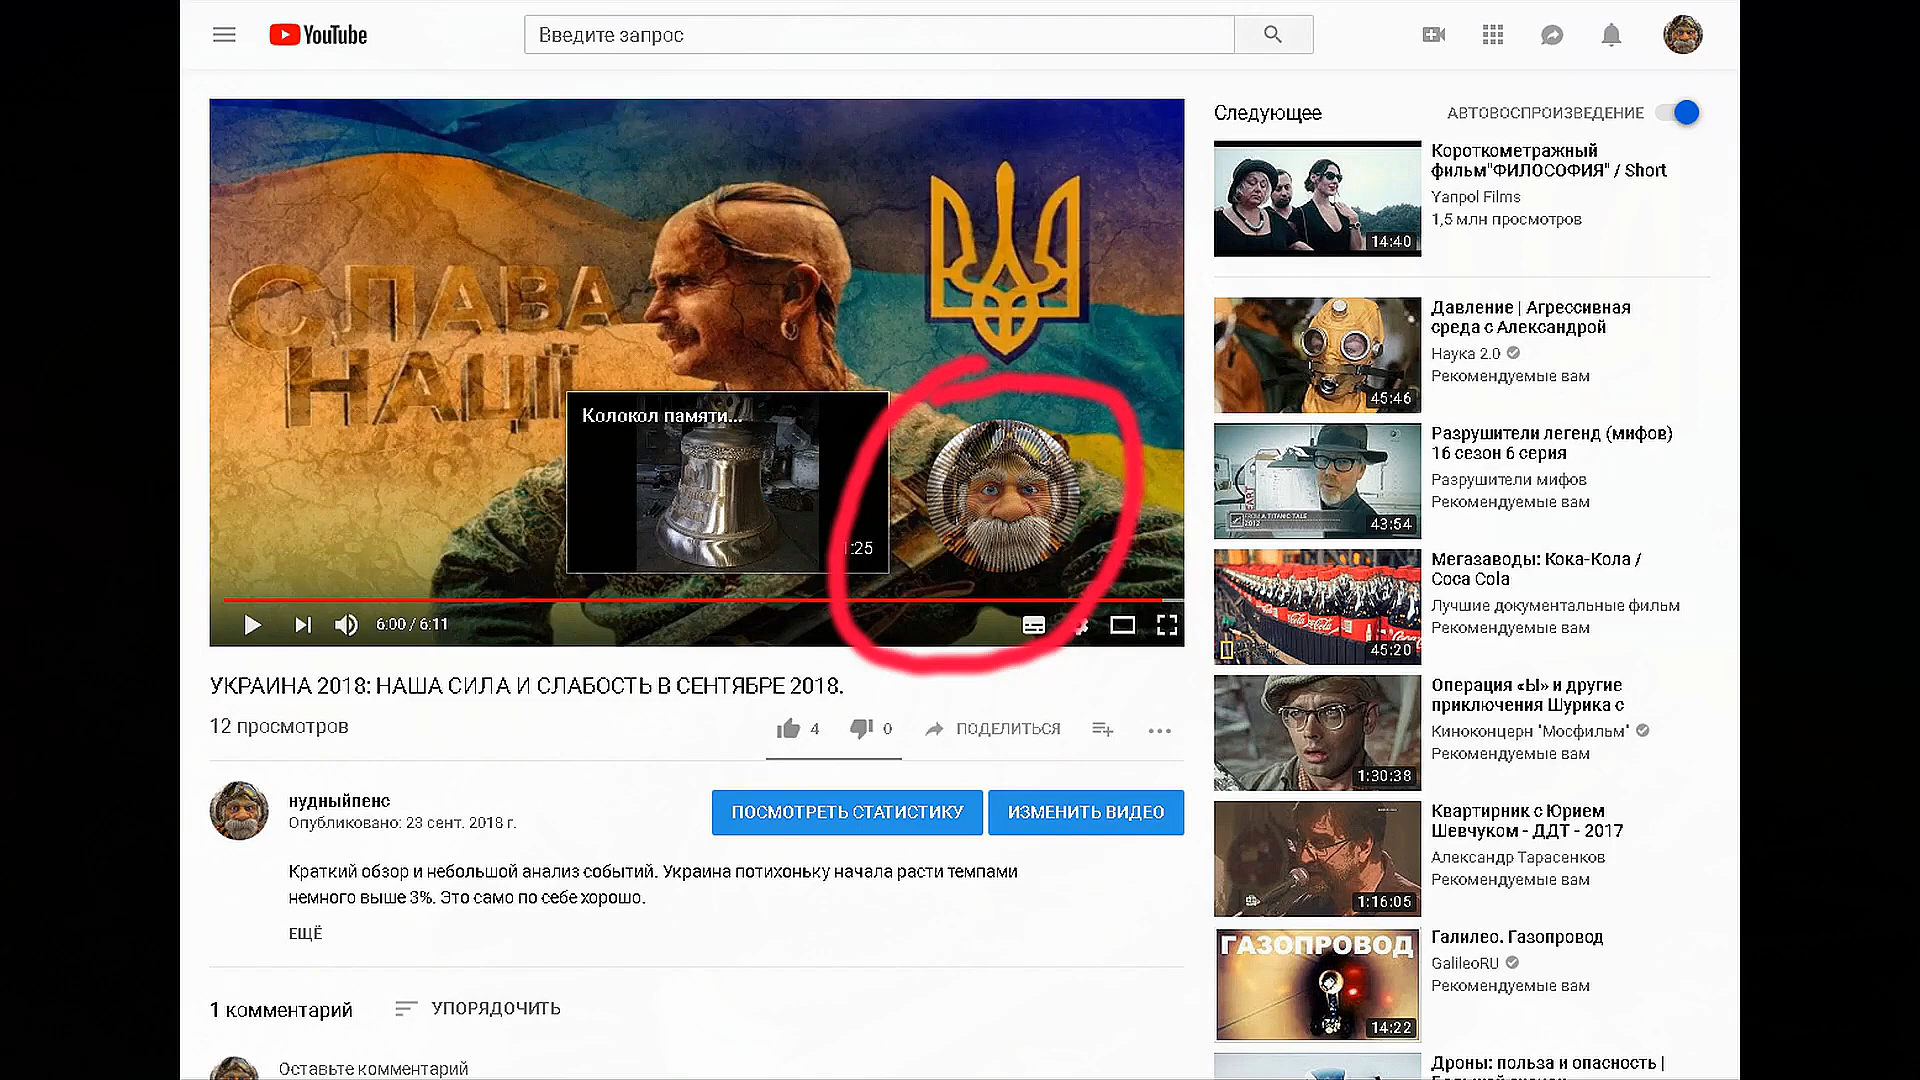 YouTube
Введите запрос
СЛАВА
НАЦІЇ
Колокол памяти...
1:25
6:00 / 6:11
УКРАИНА 2018: НАША СИЛА И СЛАБОСТЬ В СЕНТЯБРЕ 2018.
12 просмотров
4
0
ПОДЕЛИТЬСЯ
нудныйпенс
Опубликовано: 23 сент. 2018 г.
ПОСМОТРЕТЬ СТАТИСТИКУ
ИЗМЕНИТЬ ВИДЕО
Краткий обзор и небольшой анализ событий. Украина потихоньку начала расти темпами
немного выше 3%. Это само по себе хорошо.
ЕЩЁ
1 комментарий
УПОРЯДОЧИТЬ
Оставьте комментарий
Следующее
АВТОВОСПРОИЗВЕДЕНИЕ
Короткометражный
фильм"ФИЛОСОФИЯ" / Short
Yanpol Films
1,5 млн просмотров
14:40
Давление | Агрессивная
среда с Александрой
Наука 2.0
Рекомендуемые вам
45:46
Разрушители легенд (мифов)
16 сезон 6 серия
Разрушители мифов
Рекомендуемые вам
FROM A TITANIC TALE
2012
43:54
Мегазаводы: Кока-Кола /
Coca Cola
Лучшие документальные фильм
Рекомендуемые вам
45:20
Операция «Ы» и другие
приключения Шурика с
Киноконцерн "Мосфильм"
Рекомендуемые вам
1:30:38
Квартирник с Юрием
Шевчуком - ДДТ - 2017
Александр Тарасенков
Рекомендуемые вам
1:16:05
ГАЗОПРОВОД
Галилео. Газопровод
GalileoRU
Рекомендуемые вам
14:22
Дроны: польза и опасность |